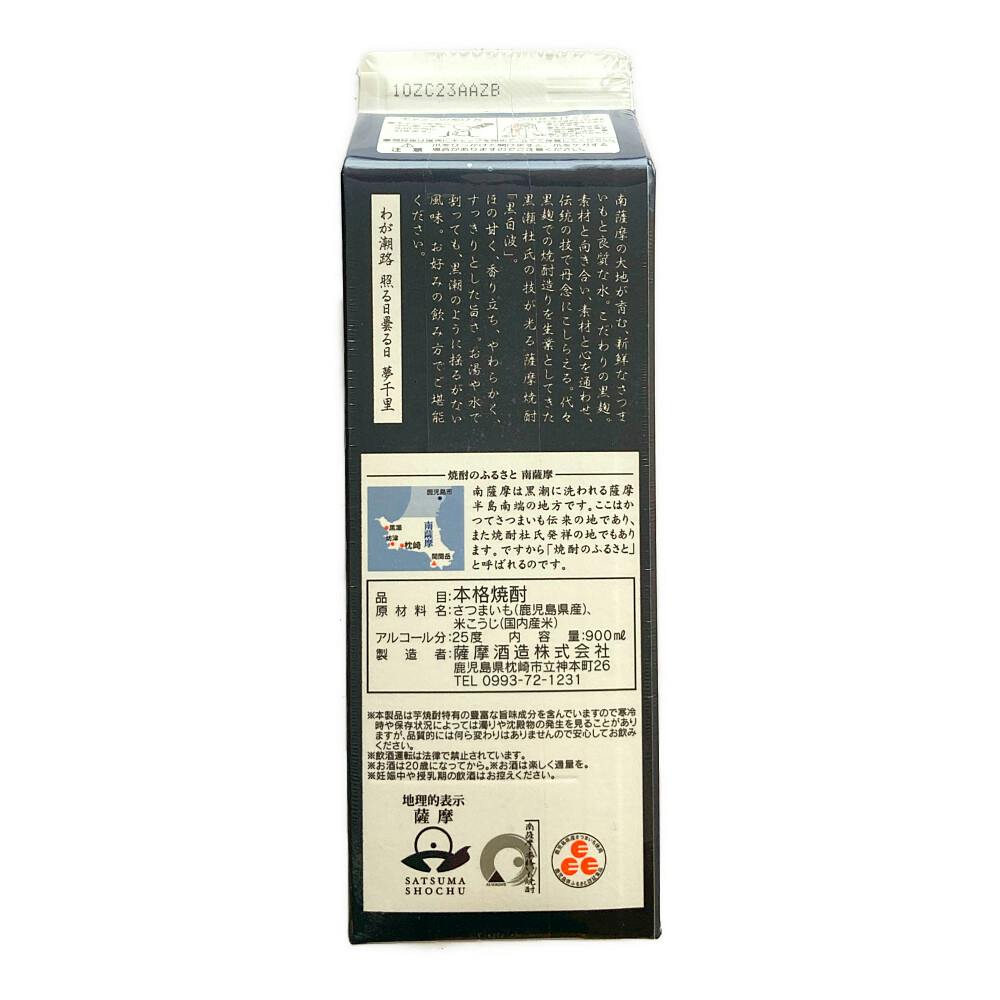 10ZC23AAZB
注意
南薩摩の大地が育む、新鮮なさつま
いもと良質な水。こだわりの黒麹。
素材と向き合い、素材と心を通わせ、
伝統の技で丹念にこしらえる。代々
黒麹での焼酎造りを生業としてきた
黒瀬杜氏の技が光る薩摩焼酎
「黒白波」。
ほの甘く、香り立ち、やわらかく、
すっきりとした旨さ。お湯や水で
割っても、黒潮のように揺るがない
風味。お好みの飲み方でご堪能
ください。
わが潮路 照る日曇る日 夢千里
焼酎のふるさと 南薩摩
鹿児島市
南薩摩
黒瀬
坊津
枕崎
開聞岳
南薩摩は黒潮に洗われる薩摩
半島南端の地方です。ここはか
つてさつまいも伝来の地であり、
また焼酎杜氏発祥の地でもあり
ます。ですから「焼酎のふるさと」
と呼ばれるのです。
品目:本格焼酎
原材料名:さつまいも(鹿児島県産)、
米こうじ(国内産米)
アルコール分:25度 内容量:900ml
製造者:薩摩酒造株式会社
鹿児島県枕崎市立神本町26
TEL 0993-72-1231
※本製品は芋焼酎特有の豊富な旨味成分を含んでいますので寒冷
時や保存状況によっては濁りや沈殿物の発生を見ることがあり
ますが、品質的には何ら変わりはありませんので安心してお飲み
ください。
※飲酒運転は法律で禁止されています。
※お酒は20歳になってから。※お酒は楽しく適量を。
※妊娠中や授乳期の飲酒はお控えください。
地理的表示
薩摩
SATSUMA
SHOCHU